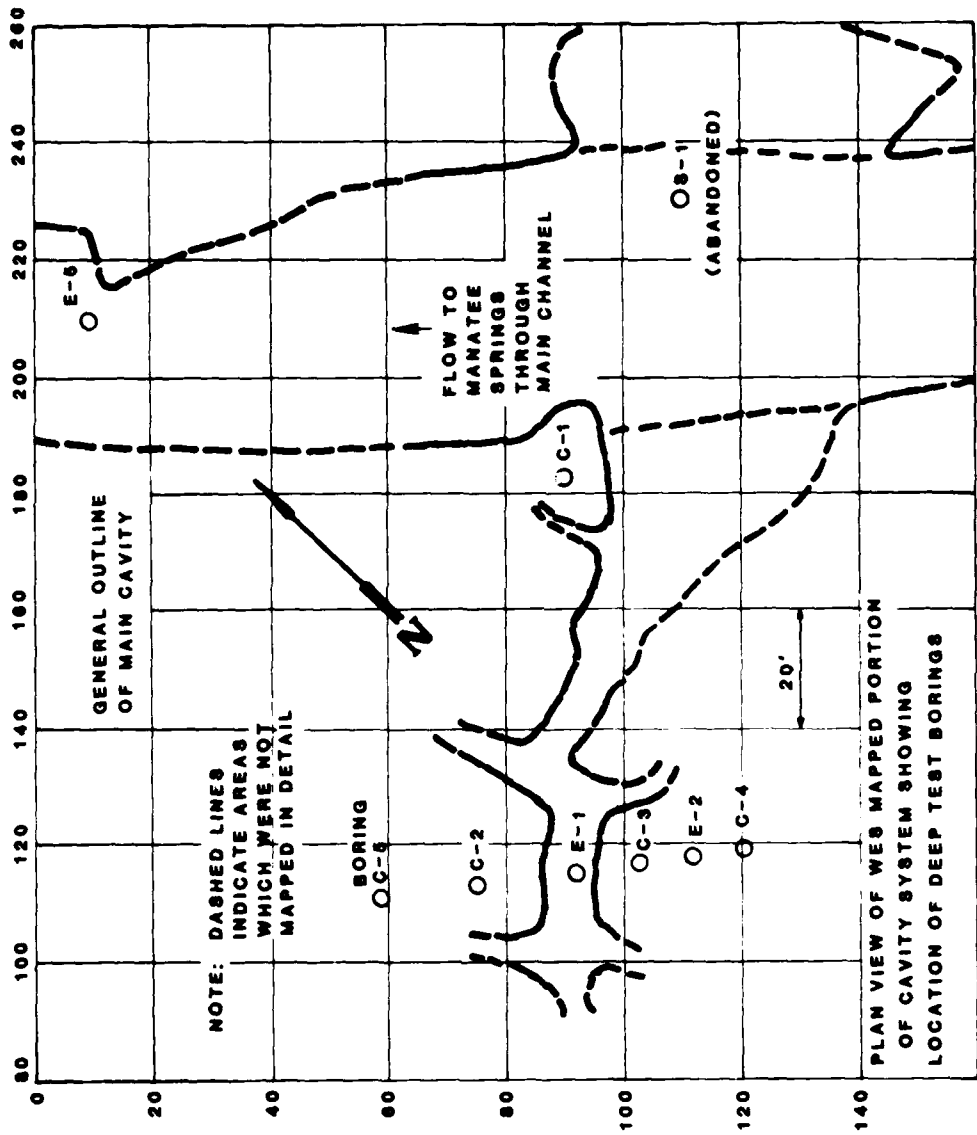 80 100 120 140 160 180 200 220 240 260
0
20
40
60
80
100
120
140
GENERAL OUTLINE
OF MAIN CAVITY
NOTE: DASHED LINES
INDICATE AREAS
WHICH WERE NOT
MAPPED IN DETAIL
N
FLOW TO
MANATEE
SPRINGS
THROUGH
MAIN CHANNEL
E-5
BORING
C-5
C-2
E-1
C-3
E-2
C-4
C-1
S-1
(ABANDONED)
20'
PLAN VIEW OF WES MAPPED PORTION
OF CAVITY SYSTEM SHOWING
LOCATION OF DEEP TEST BORINGS